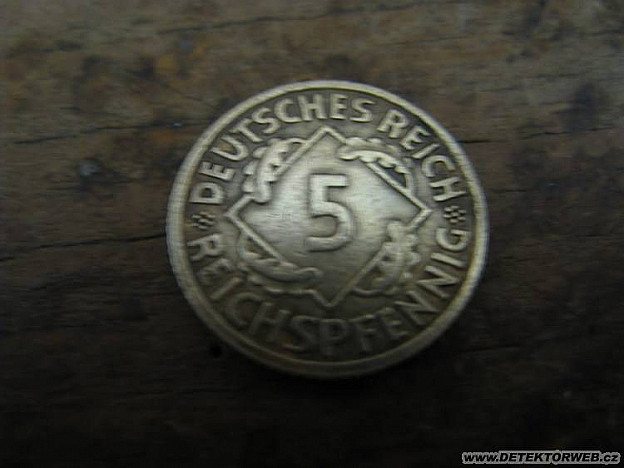 DEUTSCHES REICH
5
REICHSPFENNIG
WWW.DETEKTORWEB.CZ